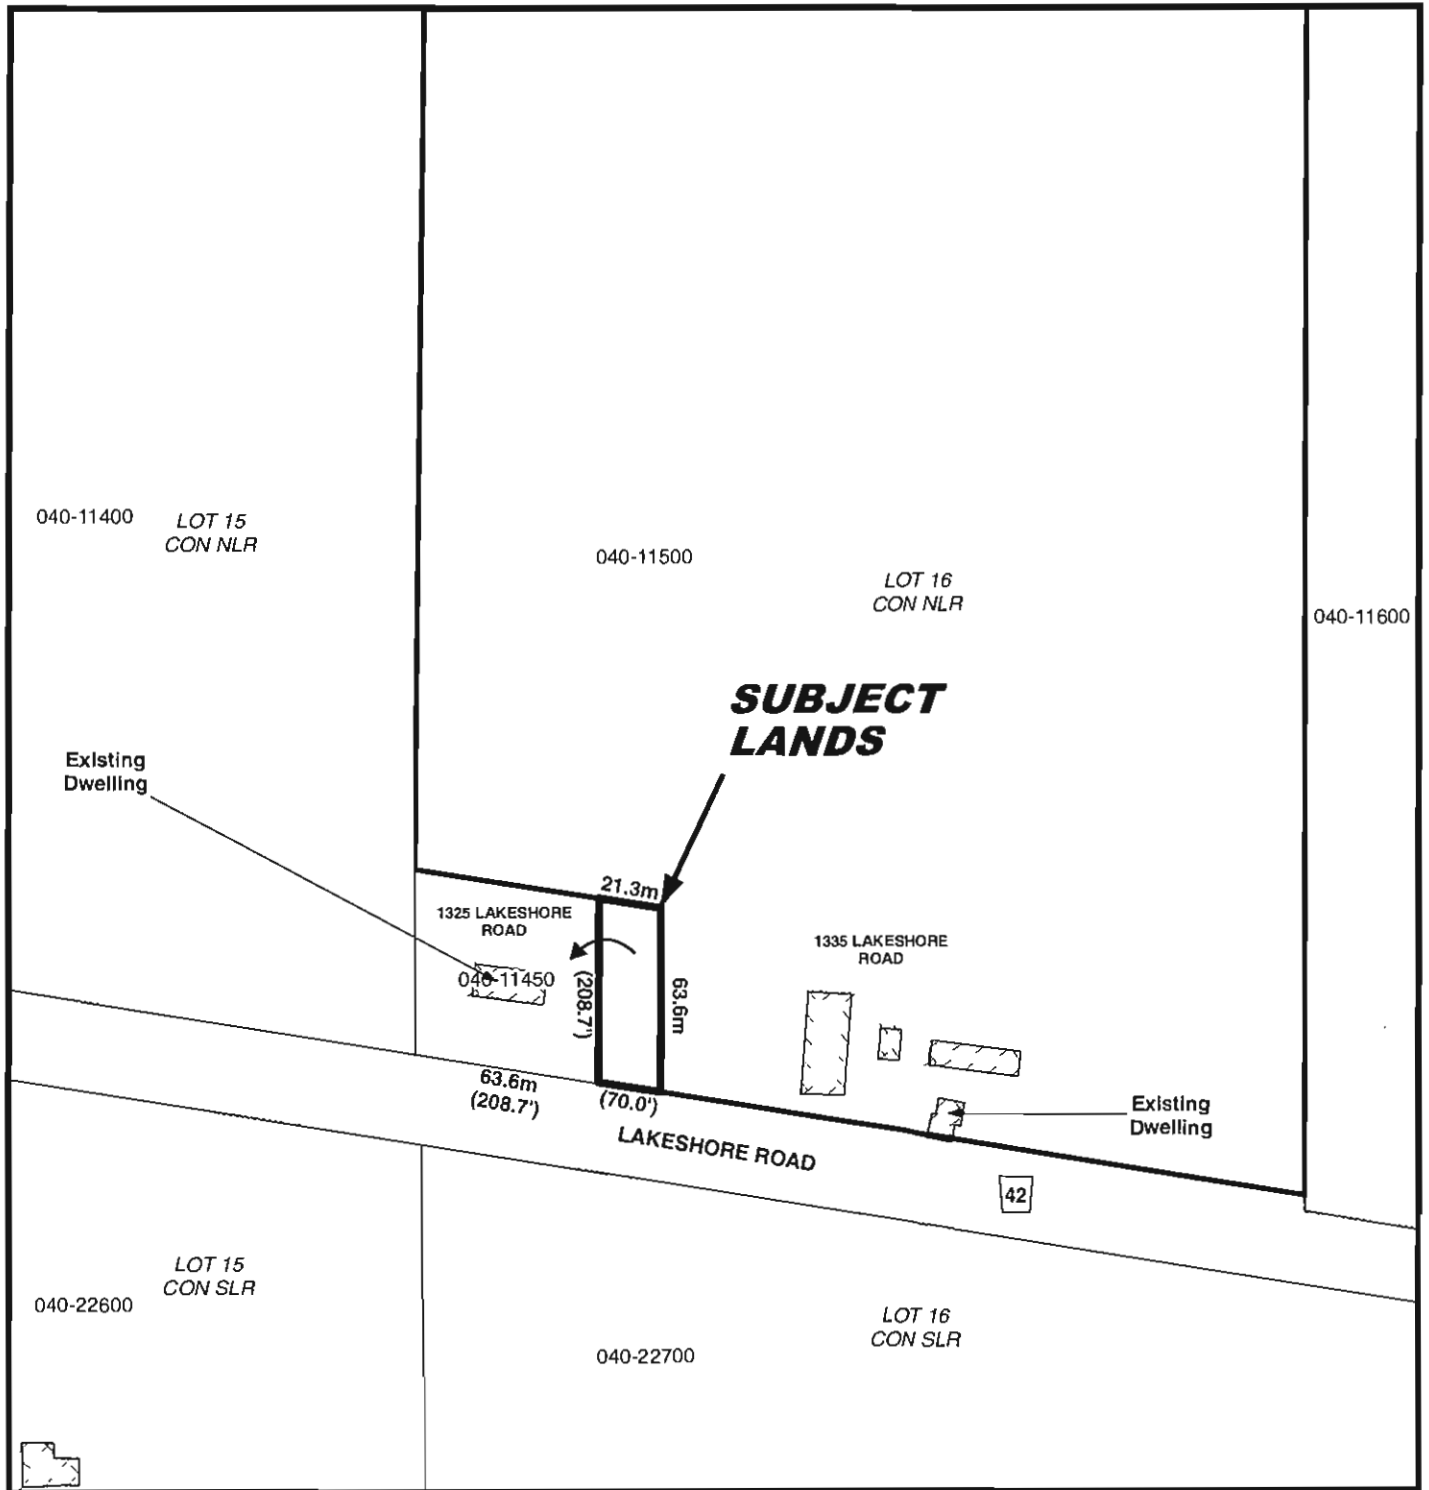 040-11400
LOT 15
CON NLR
040-11500
LOT 16
CON NLR
040-11600
SUBJECT
LANDS
Existing
Dwelling
21.3m
1325 LAKESHORE
ROAD
040-11450
(208.7')
63.6m
1335 LAKESHORE
ROAD
63.6m
(208.7')
(70.0')
LAKESHORE ROAD
Existing
Dwelling
42
LOT 15
CON SLR
040-22600
LOT 16
CON SLR
040-22700